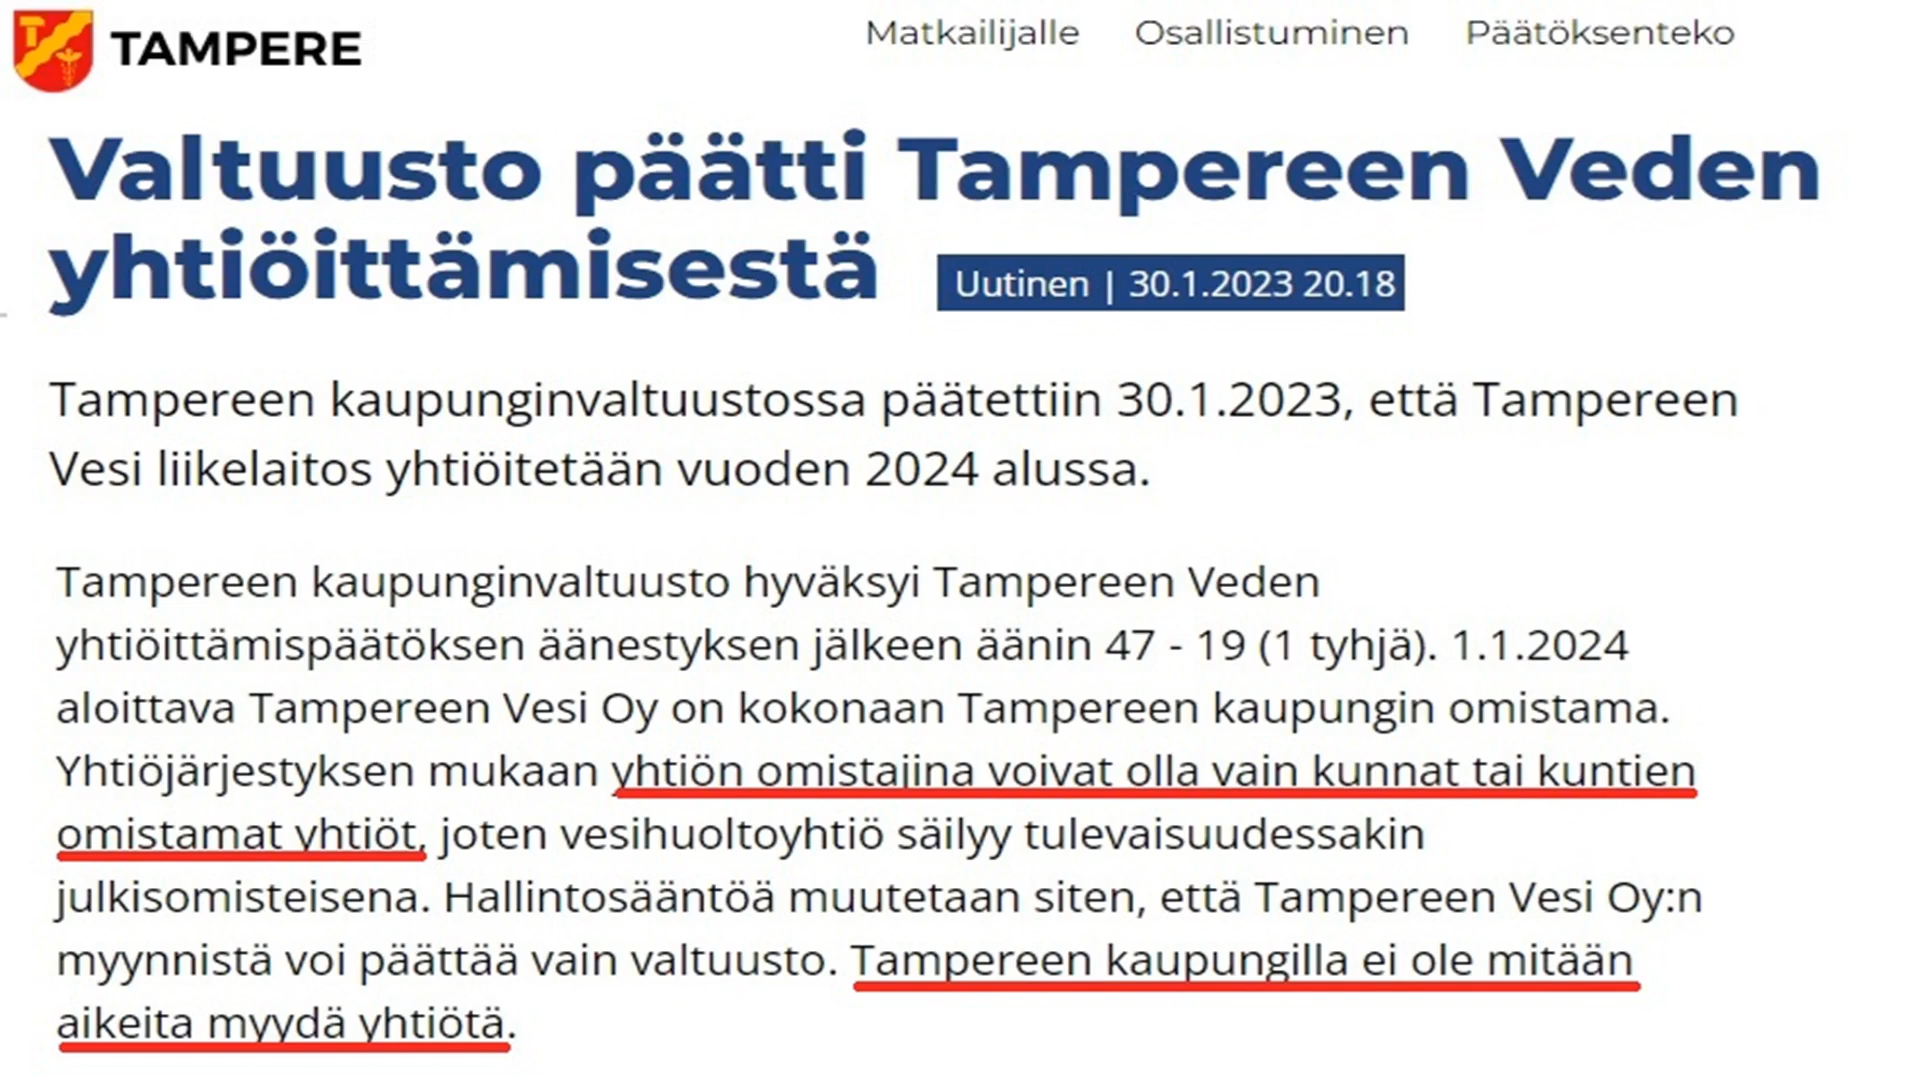 TAMPERE
Matkailijalle Osallistuminen Päätöksenteko
Valtuusto päätti Tampereen Veden
yhtiöittämisestä
Uutinen | 30.1.2023 20.18
Tampereen kaupunginvaltuustossa päätettiin 30.1.2023, että Tampereen
Vesi liikelaitos yhtiöitetään vuoden 2024 alussa.
Tampereen kaupunginvaltuusto hyväksyi Tampereen Veden
yhtiöittämispäätöksen äänestyksen jälkeen äänin 47 - 19 (1 tyhjä). 1.1.2024
aloittava Tampereen Vesi Oy on kokonaan Tampereen kaupungin omistama.
Yhtiöjärjestyksen mukaan yhtiön omistajina voivat olla vain kunnat tai kuntien
omistamat yhtiöt, joten vesihuoltoyhtiö säilyy tulevaisuudessakin
julkisomisteisena. Hallintosääntöä muutetaan siten, että Tampereen Vesi Oy:n
myynnistä voi päättää vain valtuusto. Tampereen kaupungilla ei ole mitään
aikeita myydä yhtiötä.